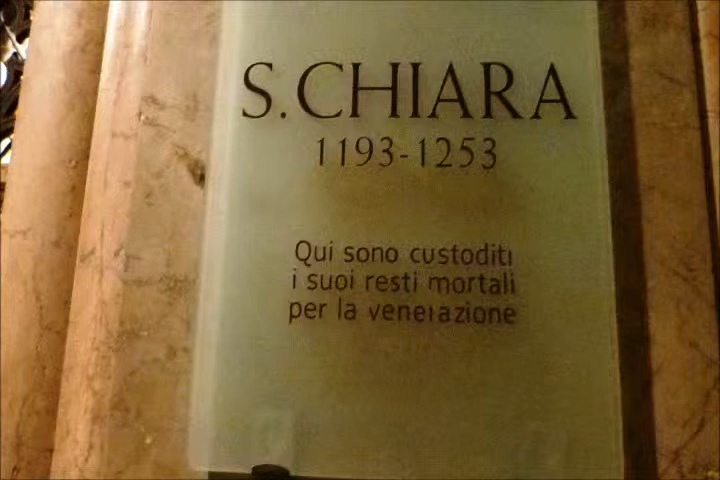 S. CHIARA
1193-1253
Qui sono custoditi
i suoi resti mortali
per la venerazione